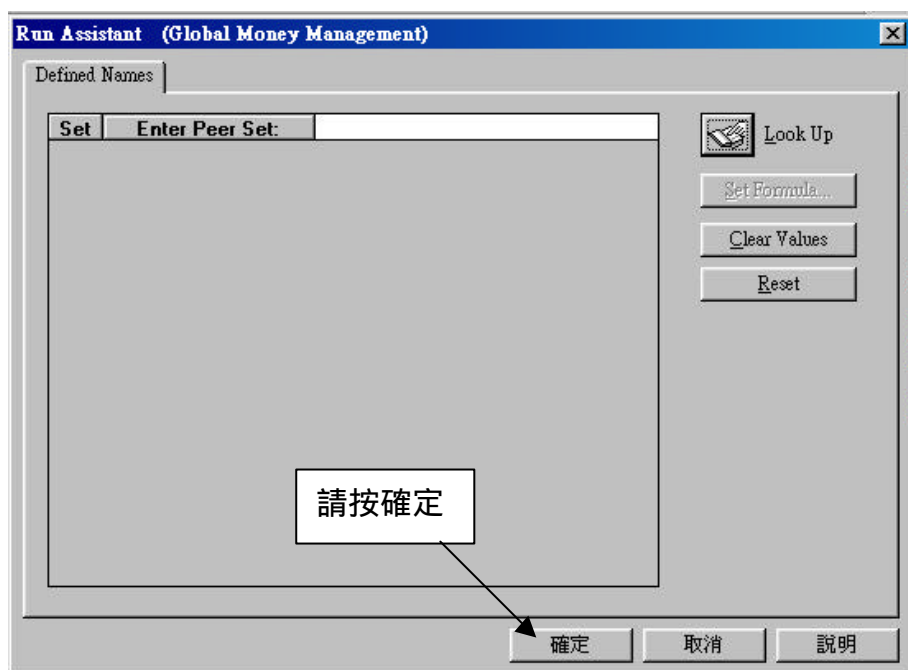 Run Assistant (Global Money Management)
Defined Names
Set Enter Peer Set:
Look Up
Set Formula...
Clear Values
Reset
請按確定
確定 取消 說明